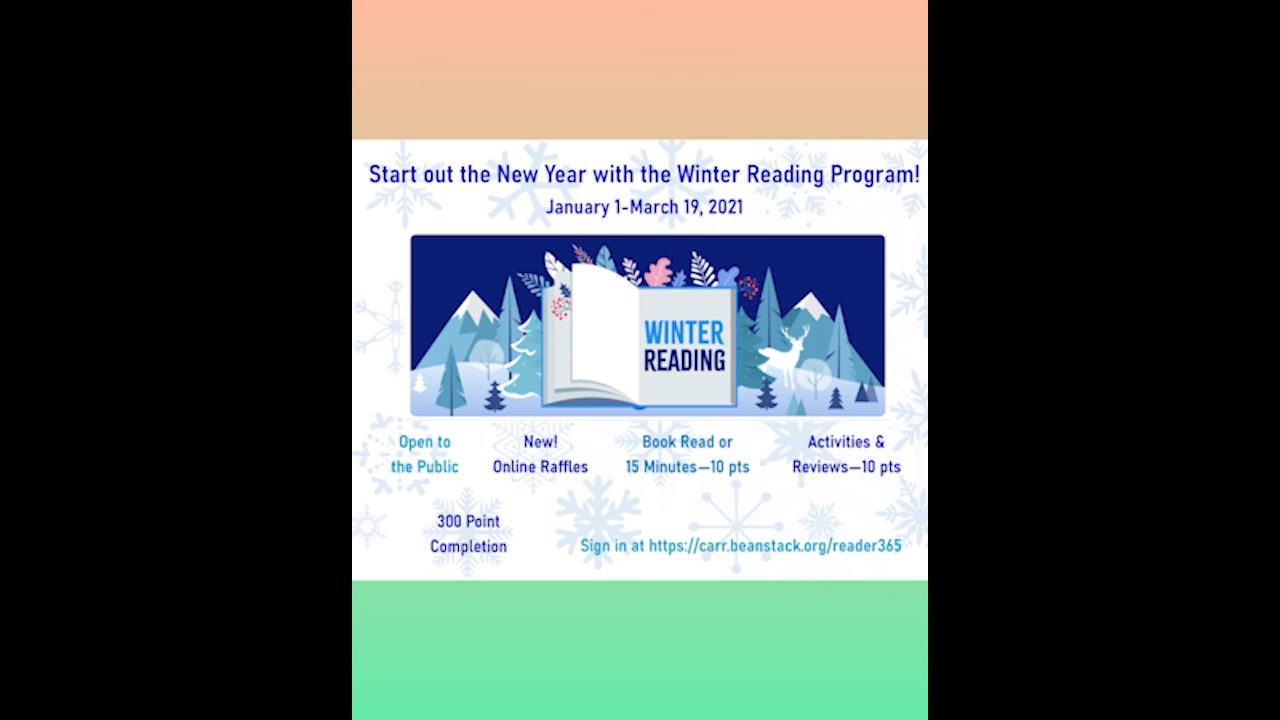 Start out the New Year with the Winter Reading Program!
January 1-March 19, 2021
WINTER
READING
Open to
the Public
New!
Online Raffles
Book Read or
15 Minutes—10 pts
Activities &
Reviews—10 pts
300 Point
Completion
Sign in at https://carr.beanstack.org/reader365